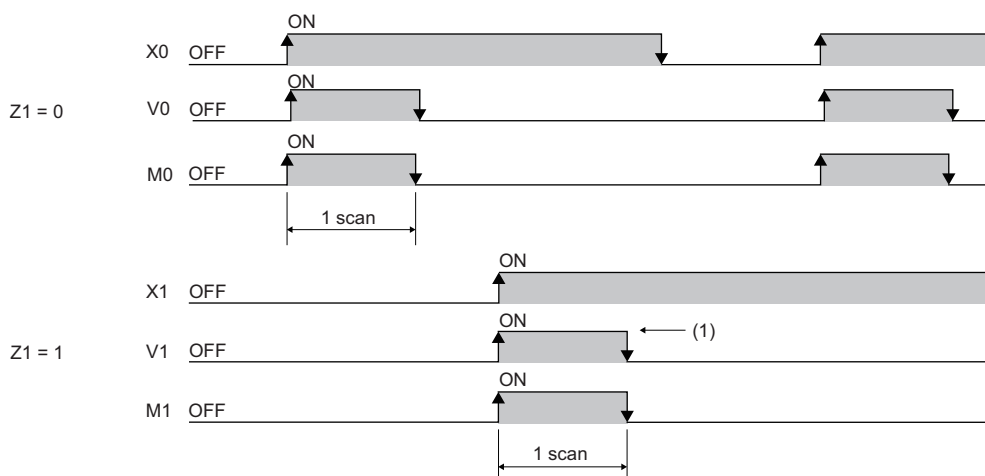 ON
X0 OFF
ON
Z1 = 0 V0 OFF
ON
M0 OFF
1 scan
ON
X1 OFF
ON
(1)
Z1 = 1 V1 OFF
ON
M1 OFF
1 scan